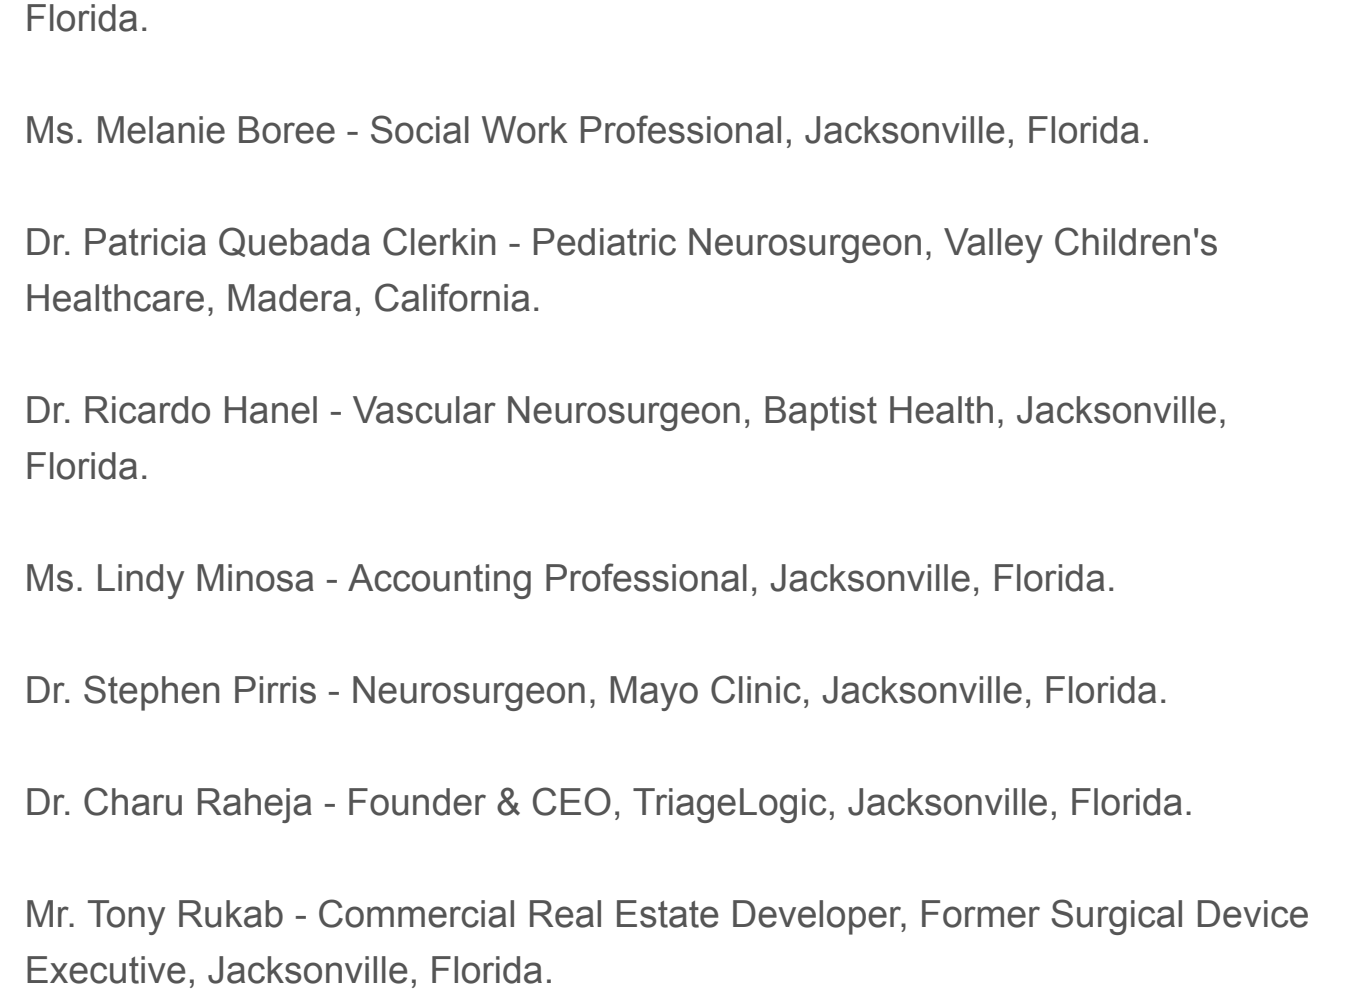 Florida.
Ms. Melanie Boree - Social Work Professional, Jacksonville, Florida.
Dr. Patricia Quebada Clerkin - Pediatric Neurosurgeon, Valley Children's
Healthcare, Madera, California.
Dr. Ricardo Hanel - Vascular Neurosurgeon, Baptist Health, Jacksonville,
Florida.
Ms. Lindy Minosa - Accounting Professional, Jacksonville, Florida.
Dr. Stephen Pirris - Neurosurgeon, Mayo Clinic, Jacksonville, Florida.
Dr. Charu Raheja - Founder & CEO, TriageLogic, Jacksonville, Florida.
Mr. Tony Rukab - Commercial Real Estate Developer, Former Surgical Device
Executive, Jacksonville, Florida.